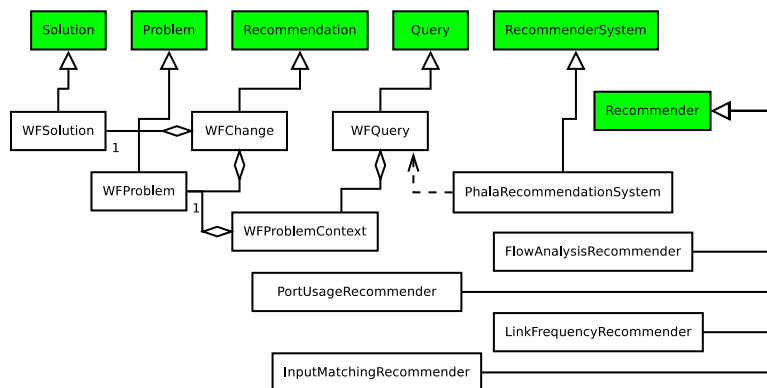 Solution
Problem
Recommendation
Query
RecommenderSystem
Recommender
WFSolution
1
WFChange
WFQuery
WFProblem
1
PhalaRecommendationSystem
WFProblemContext
FlowAnalysisRecommender
PortUsageRecommender
LinkFrequencyRecommender
InputMatchingRecommender